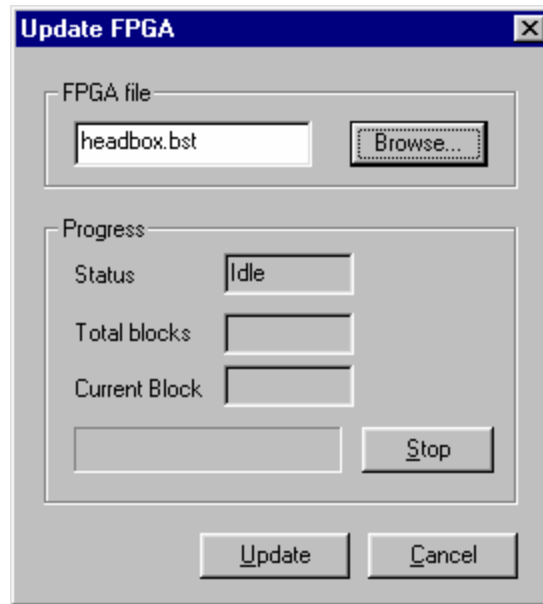 Update FPGA
FPGA file
headbox.bst
Browse...
Progress
Status
Idle
Total blocks
Current Block
Stop
Update
Cancel